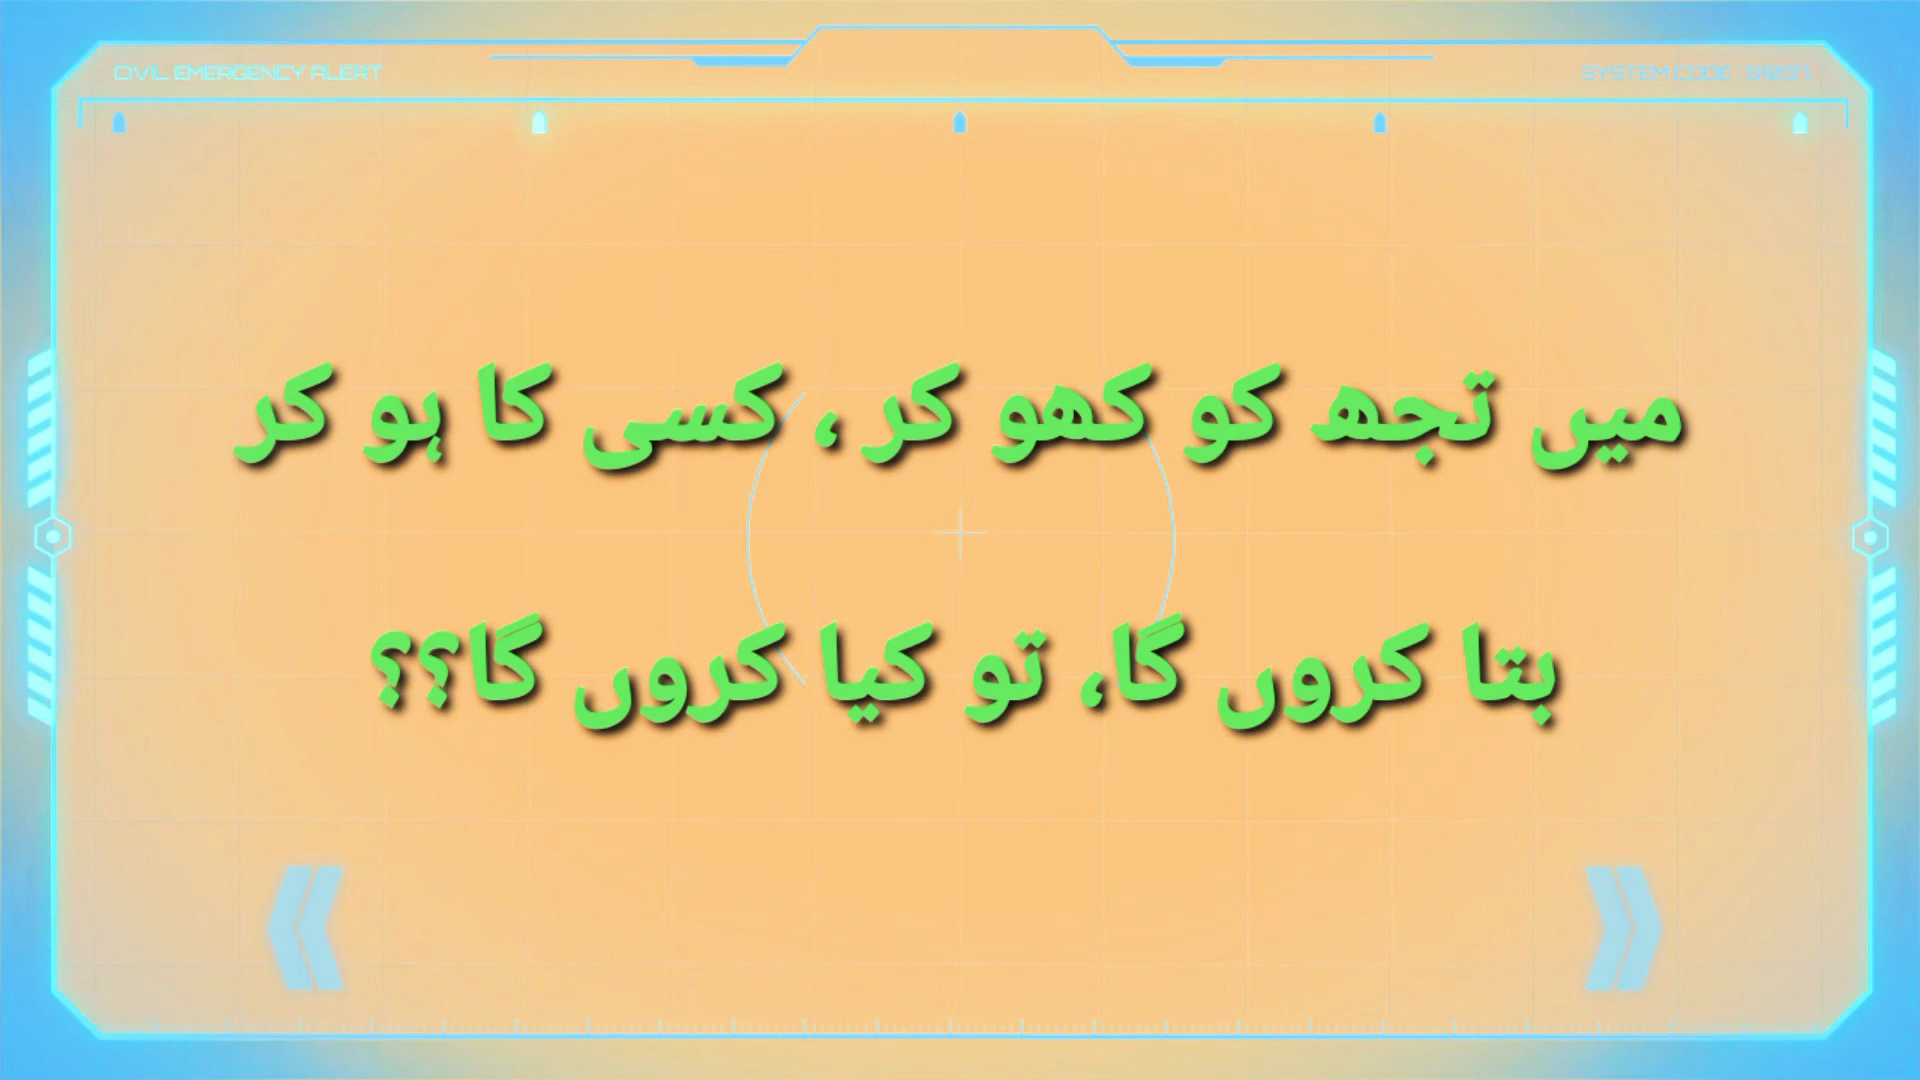 CIVIL EMERGENCY ALERT
SYSTEM CODE : S1037
میں تجھ کو کھو کر ، کسی کا ہو کر
بتا کروں گا، تو کیا کروں گا؟؟